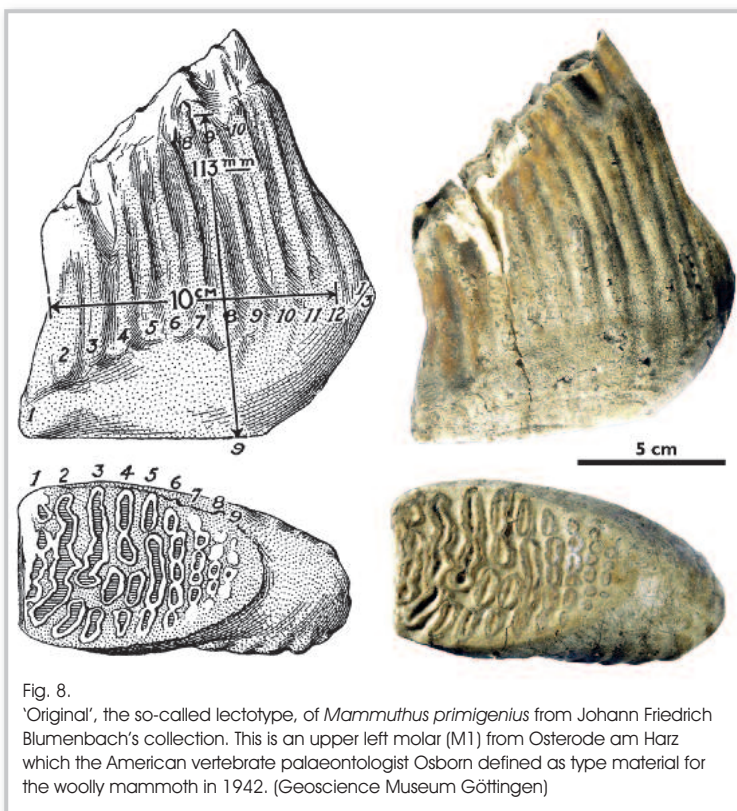 8 9 10
113 mm
10 CM
1 2 3 4 5 6 7 8 9 10 11 12 1/3
9
5 cm
1 2 3 4 5 6 7 8 9
Fig. 8.
'Original', the so-called lectotype, of Mammuthus primigenius from Johann Friedrich
Blumenbach's collection. This is an upper left molar (M1) from Osterode am Harz
which the American vertebrate palaeontologist Osborn defined as type material for
the woolly mammoth in 1942. (Geoscience Museum Göttingen)